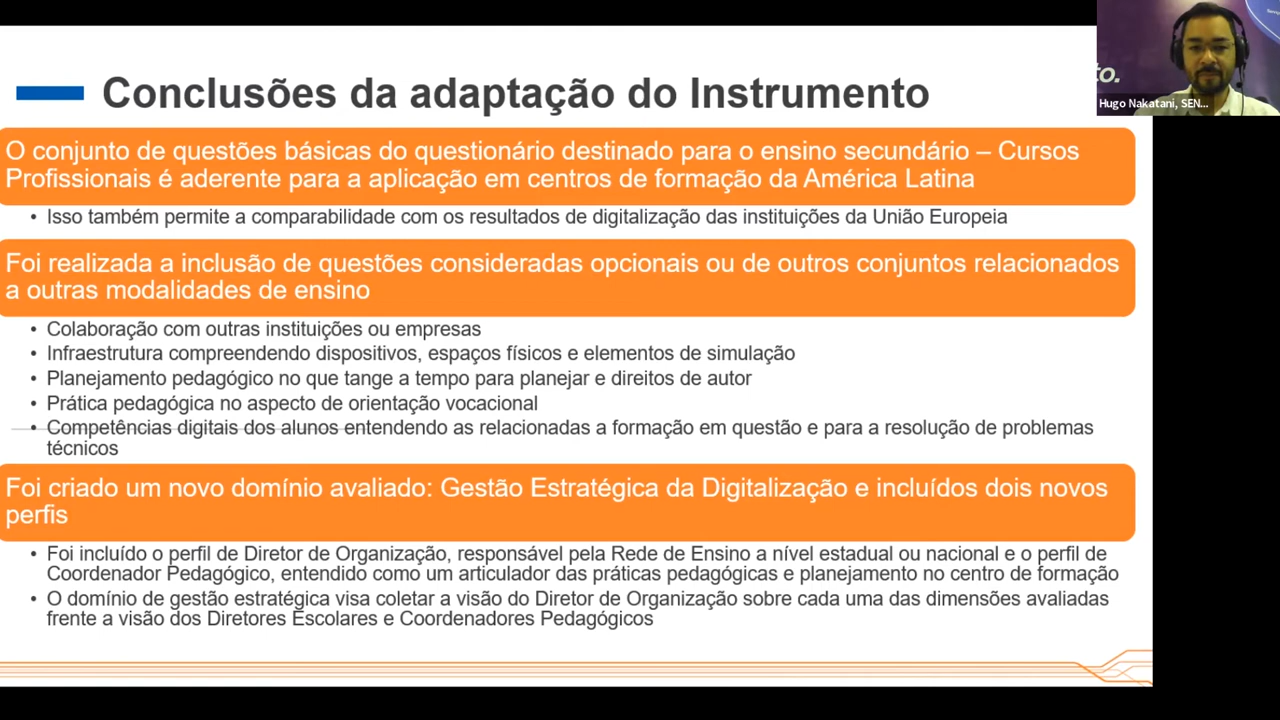 Conclusões da adaptação do Instrumento
to.
Hugo Nakatani, SEN...
O conjunto de questões básicas do questionário destinado para o ensino secundário – Cursos
Profissionais é aderente para a aplicação em centros de formação da América Latina
• Isso também permite a comparabilidade com os resultados de digitalização das instituições da União Europeia
Foi realizada a inclusão de questões consideradas opcionais ou de outros conjuntos relacionados
a outras modalidades de ensino
• Colaboração com outras instituições ou empresas
• Infraestrutura compreendendo dispositivos, espaços físicos e elementos de simulação
• Planejamento pedagógico no que tange a tempo para planejar e direitos de autor
• Prática pedagógica no aspecto de orientação vocacional
• Competências digitais dos alunos entendendo as relacionadas a formação em questão e para a resolução de problemas
técnicos
Foi criado um novo domínio avaliado: Gestão Estratégica da Digitalização e incluídos dois novos
perfis
• Foi incluído o perfil de Diretor de Organização, responsável pela Rede de Ensino a nível estadual ou nacional e o perfil de
Coordenador Pedagógico, entendido como um articulador das práticas pedagógicas e planejamento no centro de formação
• O domínio de gestão estratégica visa coletar a visão do Diretor de Organização sobre cada uma das dimensões avaliadas
frente a visão dos Diretores Escolares e Coordenadores Pedagógicos